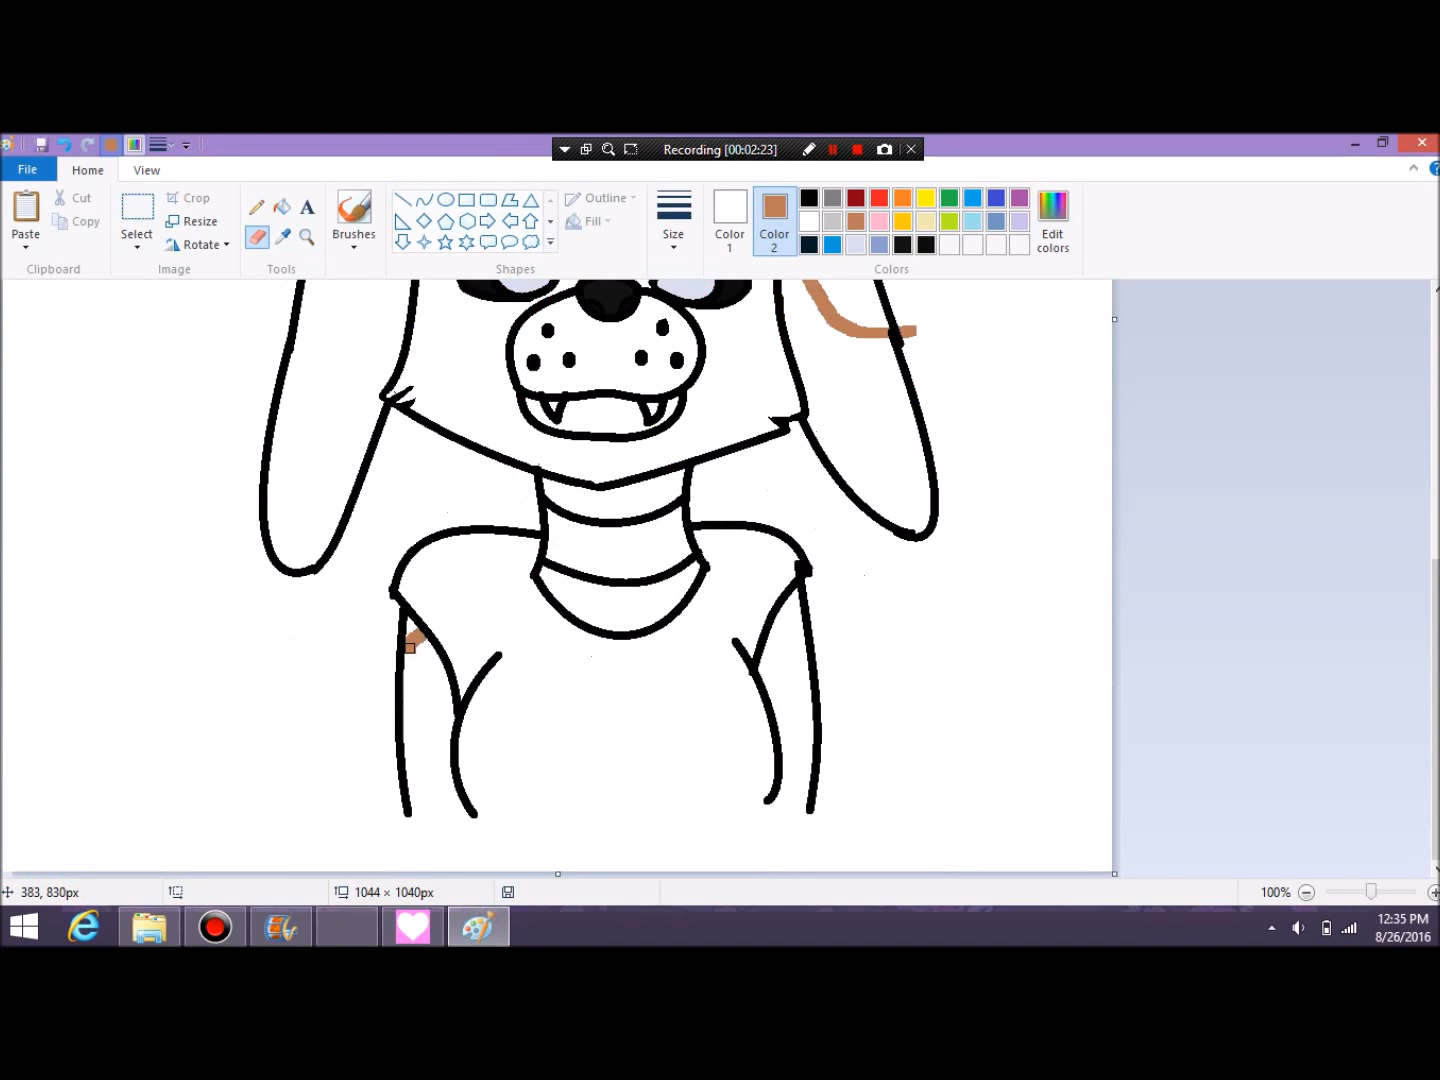 Recording [00:02:23]
File
Home
View
Paste
Cut
Copy
Clipboard
Select
Crop
Resize
Rotate
Image
A
Tools
Brushes
Outline
Fill
Shapes
Size
Color 1
Color 2
Edit colors
Colors
383, 830px
1044 × 1040px
100%
12:35 PM
8/26/2016